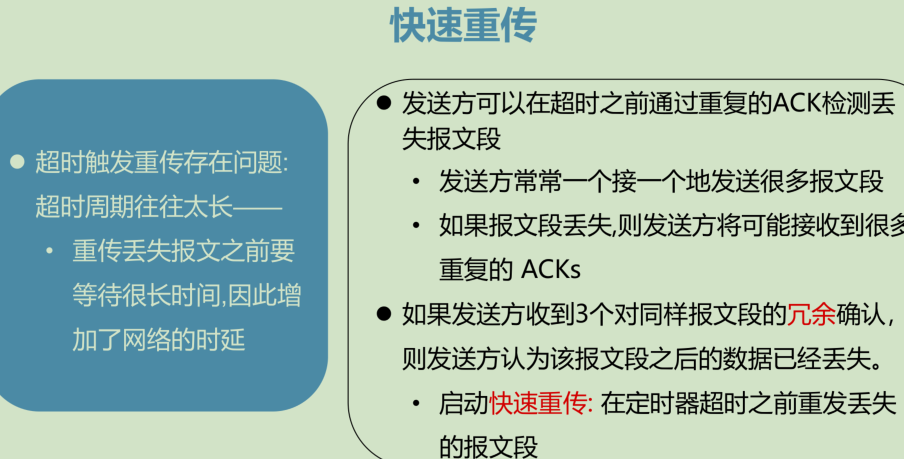 快速重传
超时触发重传存在问题:
超时周期往往太长——
重传丢失报文之前要
等待很长时间,因此增
加了网络的时延
发送方可以在超时之前通过重复的ACK检测丢
失报文段
发送方常常一个接一个地发送很多报文段
如果报文段丢失,则发送方将可能接收到很多
重复的 ACKs
如果发送方收到3个对同样报文段的冗余确认,
则发送方认为该报文段之后的数据已经丢失。
启动快速重传: 在定时器超时之前重发丢失
的报文段